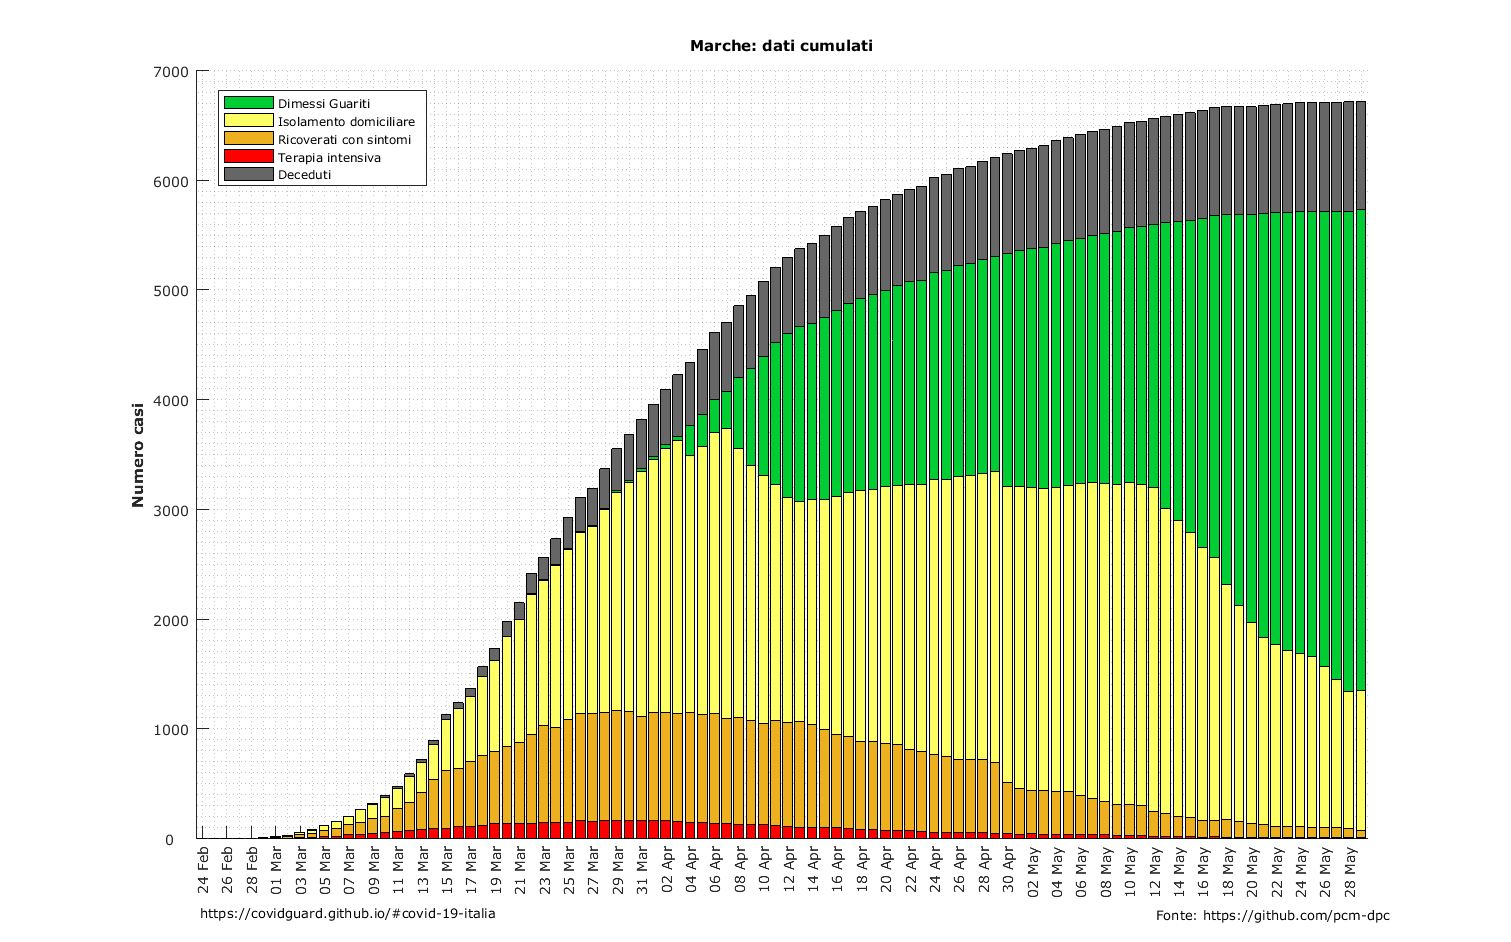 Marche: dati cumulati
7000
6000
5000
4000
3000
2000
1000
0
Numero casi
Dimessi Guariti
Isolamento domiciliare
Ricoverati con sintomi
Terapia intensiva
Deceduti
24 Feb
26 Feb
28 Feb
01 Mar
03 Mar
05 Mar
07 Mar
09 Mar
11 Mar
13 Mar
15 Mar
17 Mar
19 Mar
21 Mar
23 Mar
25 Mar
27 Mar
29 Mar
31 Mar
02 Apr
04 Apr
06 Apr
08 Apr
10 Apr
12 Apr
14 Apr
16 Apr
18 Apr
20 Apr
22 Apr
24 Apr
26 Apr
28 Apr
30 Apr
02 May
04 May
06 May
08 May
10 May
12 May
14 May
16 May
18 May
20 May
22 May
24 May
26 May
28 May
https://covidguard.github.io/#covid-19-italia
Fonte: https://github.com/pcm-dpc